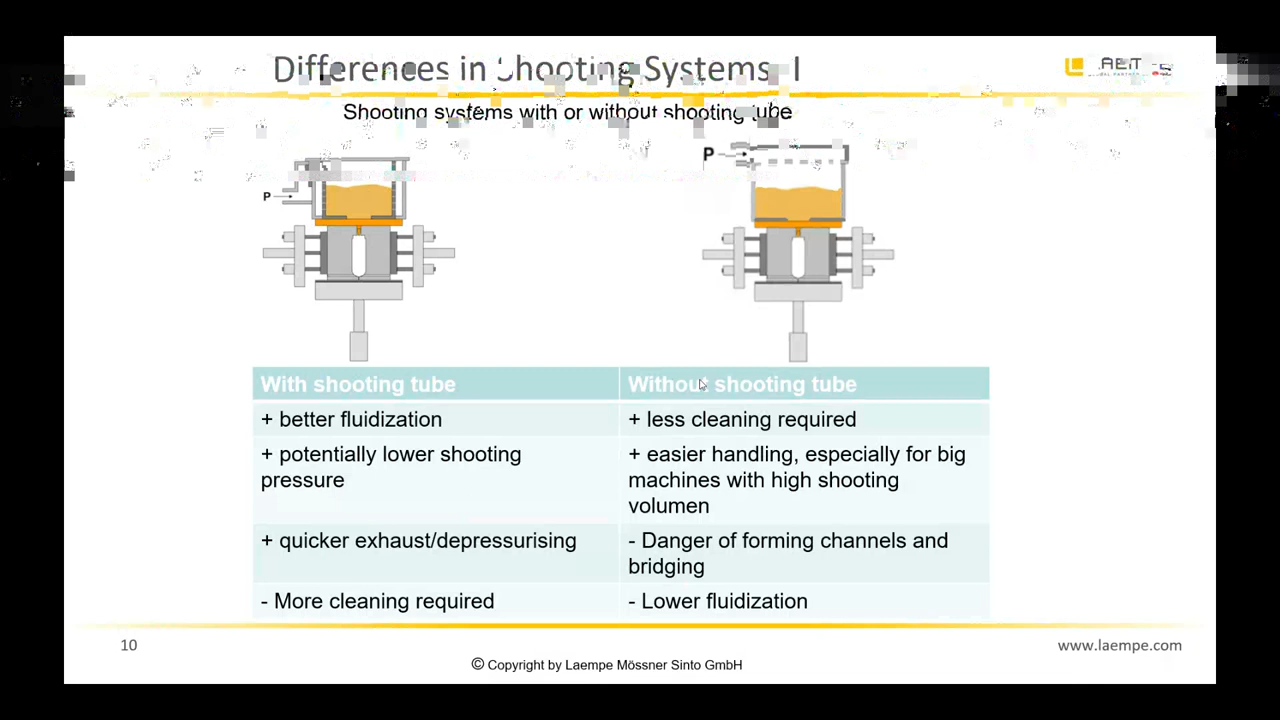 Differences in Shooting Systems I
Shooting systems with or without shooting tube
P
P
With shooting tube
Without shooting tube
+ better fluidization
+ less cleaning required
+ potentially lower shooting
pressure
+ easier handling, especially for big
machines with high shooting
volumen
+ quicker exhaust/depressurising
- Danger of forming channels and
bridging
- More cleaning required
- Lower fluidization
10
www.laempe.com
© Copyright by Laempe Mössner Sinto GmbH